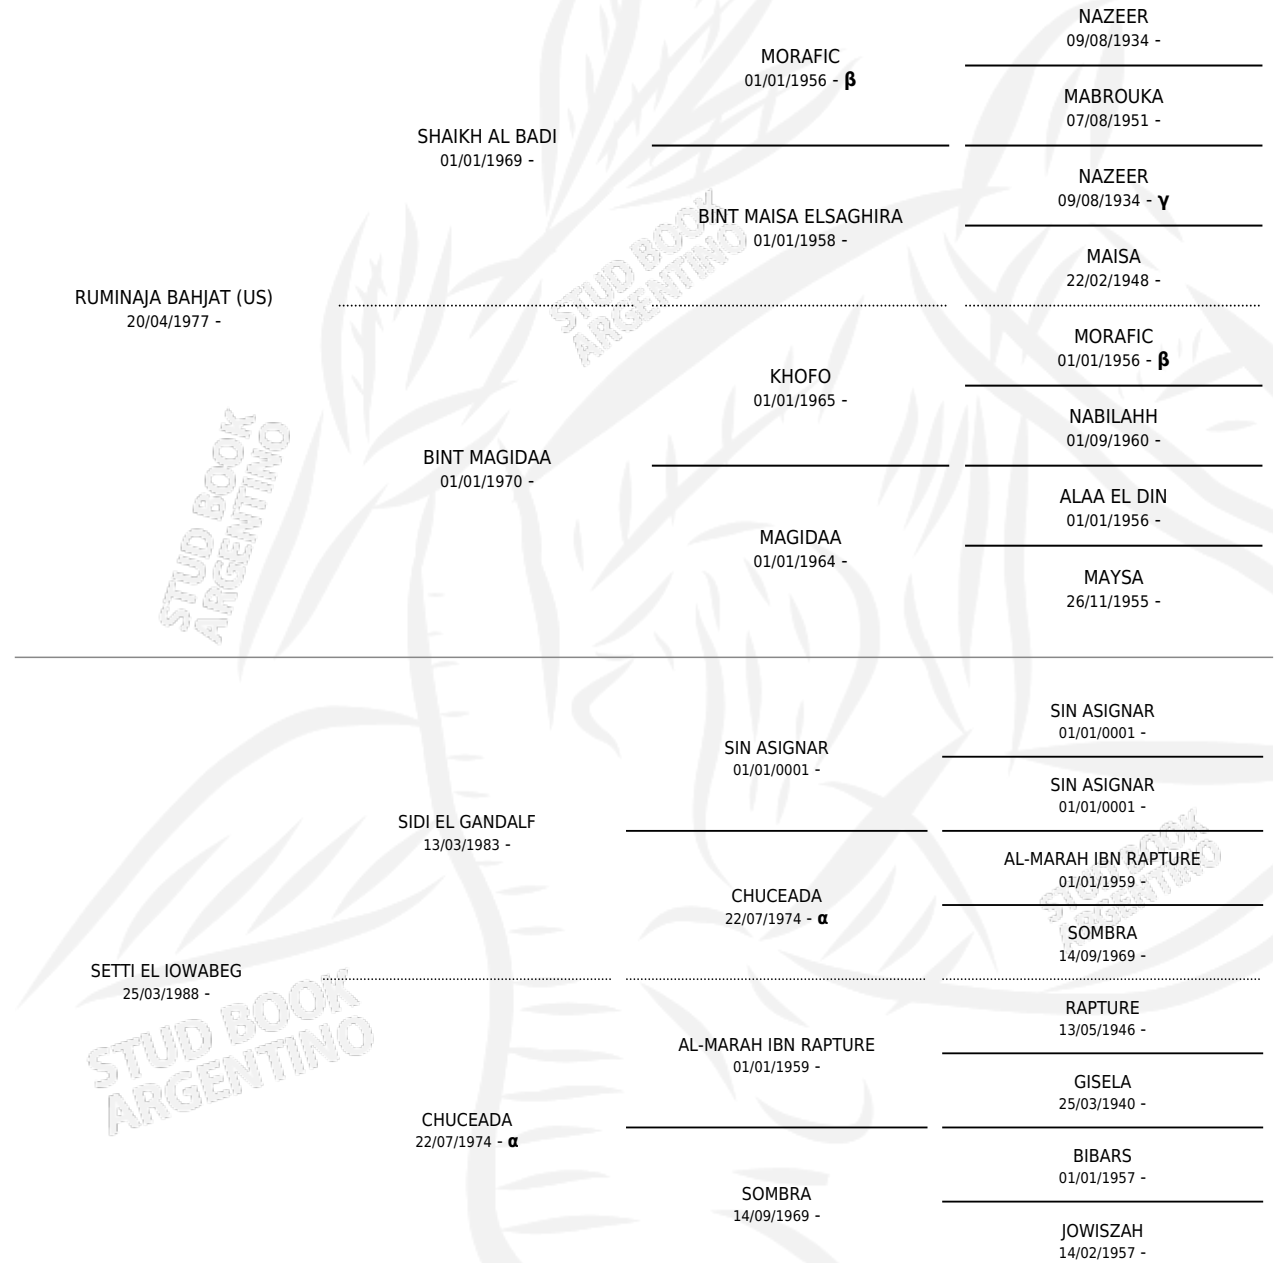 NAZEER
09/08/1934 -
MORAFIC
01/01/1956 - β
MABROUKA
07/08/1951 -
SHAIKH AL BADI
01/01/1969 -
NAZEER
09/08/1934 - γ
BINT MAISA ELSAGHIRA
01/01/1958 -
MAISA
22/02/1948 -
RUMINAJA BAHJAT (US)
20/04/1977 -
MORAFIC
01/01/1956 - β
KHOFO
01/01/1965 -
NABILAHH
01/09/1960 -
BINT MAGIDAA
01/01/1970 -
ALAA EL DIN
01/01/1956 -
MAGIDAA
01/01/1964 -
MAYSA
26/11/1955 -
SIN ASIGNAR
01/01/0001 -
SIN ASIGNAR
01/01/0001 -
SIN ASIGNAR
01/01/0001 -
SIDI EL GANDALF
13/03/1983 -
AL-MARAH IBN RAPTURE
01/01/1959 -
CHUCEADA
22/07/1974 - α
SOMBRA
14/09/1969 -
SETTI EL IOWABEG
25/03/1988 -
RAPTURE
13/05/1946 -
AL-MARAH IBN RAPTURE
01/01/1959 -
GISELA
25/03/1940 -
CHUCEADA
22/07/1974 - α
BIBARS
01/01/1957 -
SOMBRA
14/09/1969 -
JOWISZAH
14/02/1957 -
STUD BOOK
ARGENTINO
STUD BOOK
ARGENTINO
STUD BOOK
ARGENTINO
STUD BOOK
ARGENTINO